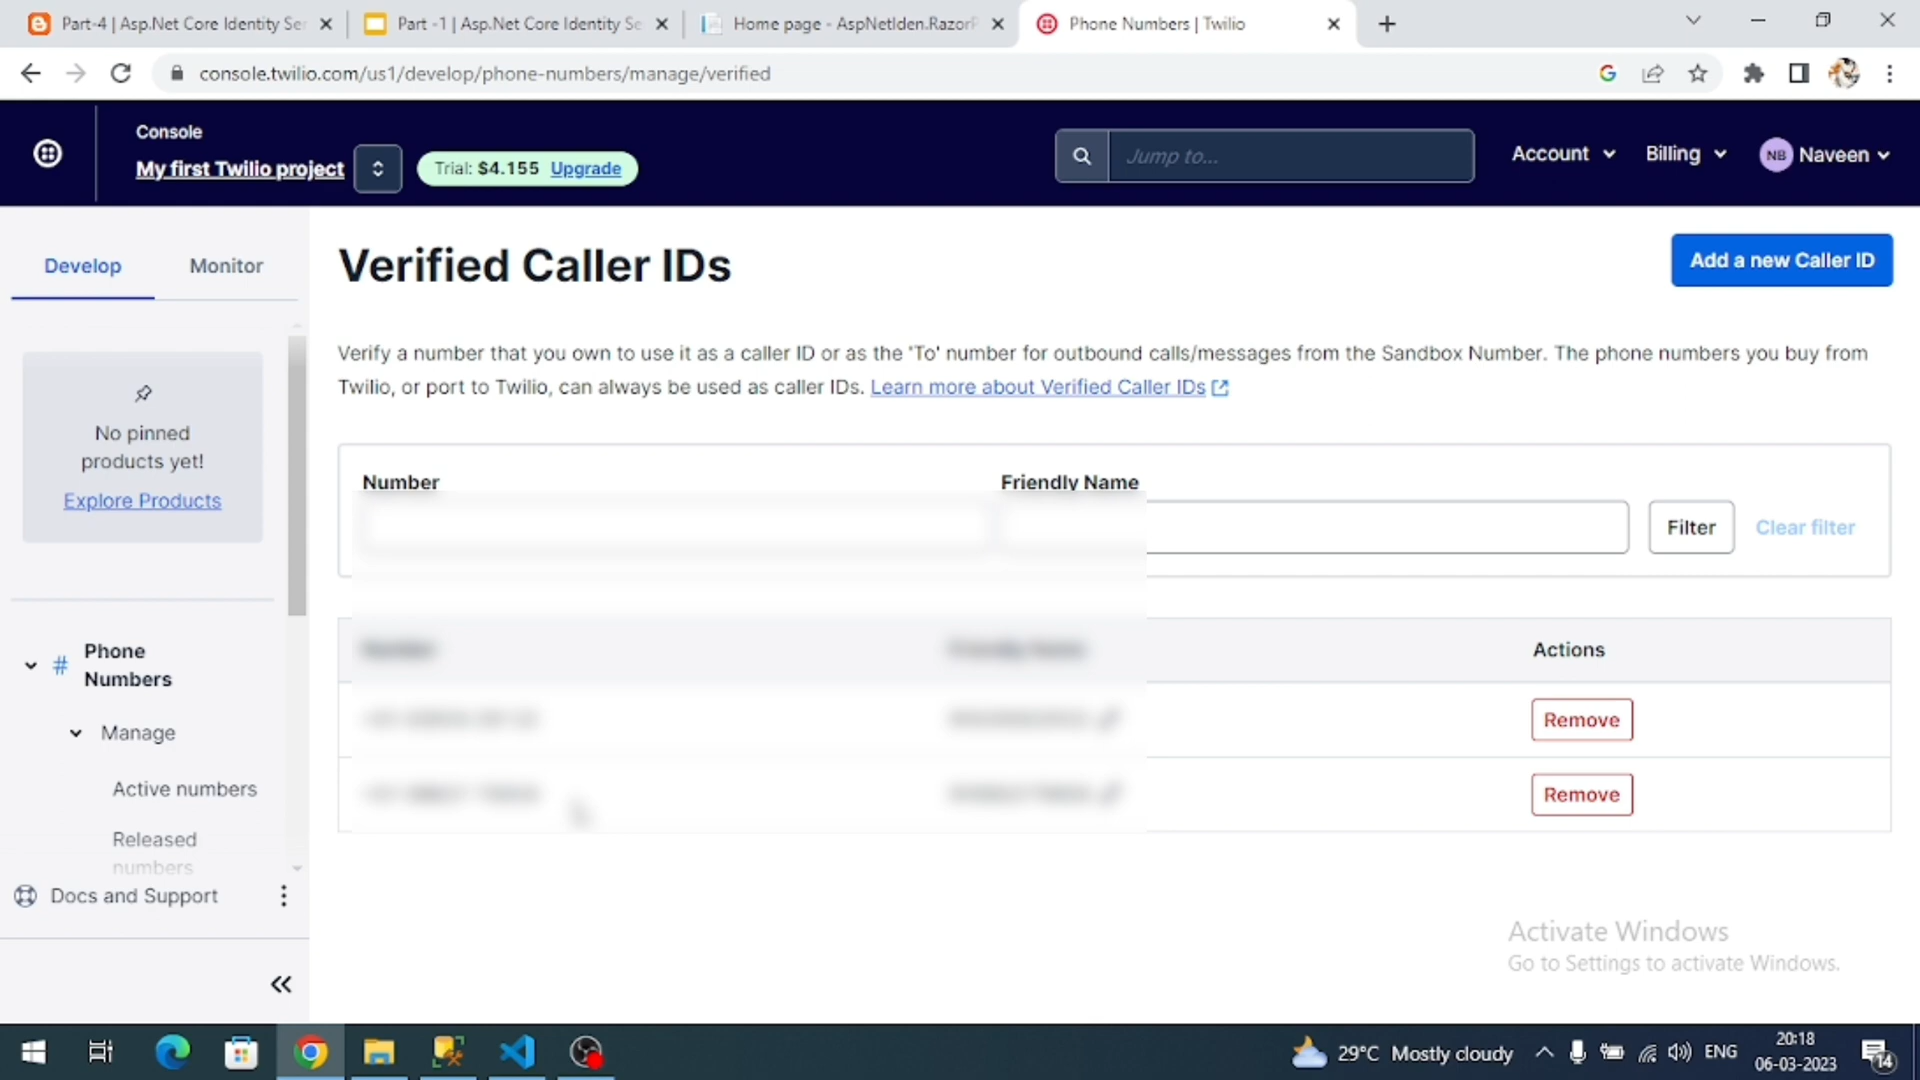 Part-4 | Asp.Net Core Identity Ser
Part -1 | Asp.Net Core Identity Se
Home page - AspNetIden.RazorP
Phone Numbers | Twilio
console.twilio.com/us1/develop/phone-numbers/manage/verified
Console
My first Twilio project
Trial: $4.155 Upgrade
Jump to...
Account
Billing
NB Naveen
Develop
Monitor
No pinned
products yet!
Explore Products
Phone
Numbers
Manage
Active numbers
Released
numbers
Docs and Support
Verified Caller IDs
Add a new Caller ID
Verify a number that you own to use it as a caller ID or as the 'To' number for outbound calls/messages from the Sandbox Number. The phone numbers you buy from
Twilio, or port to Twilio, can always be used as caller IDs. Learn more about Verified Caller IDs
Number
Friendly Name
Filter
Clear filter
Actions
Remove
Remove
Activate Windows
Go to Settings to activate Windows.
29°C Mostly cloudy
ENG
20:18
06-03-2023
14